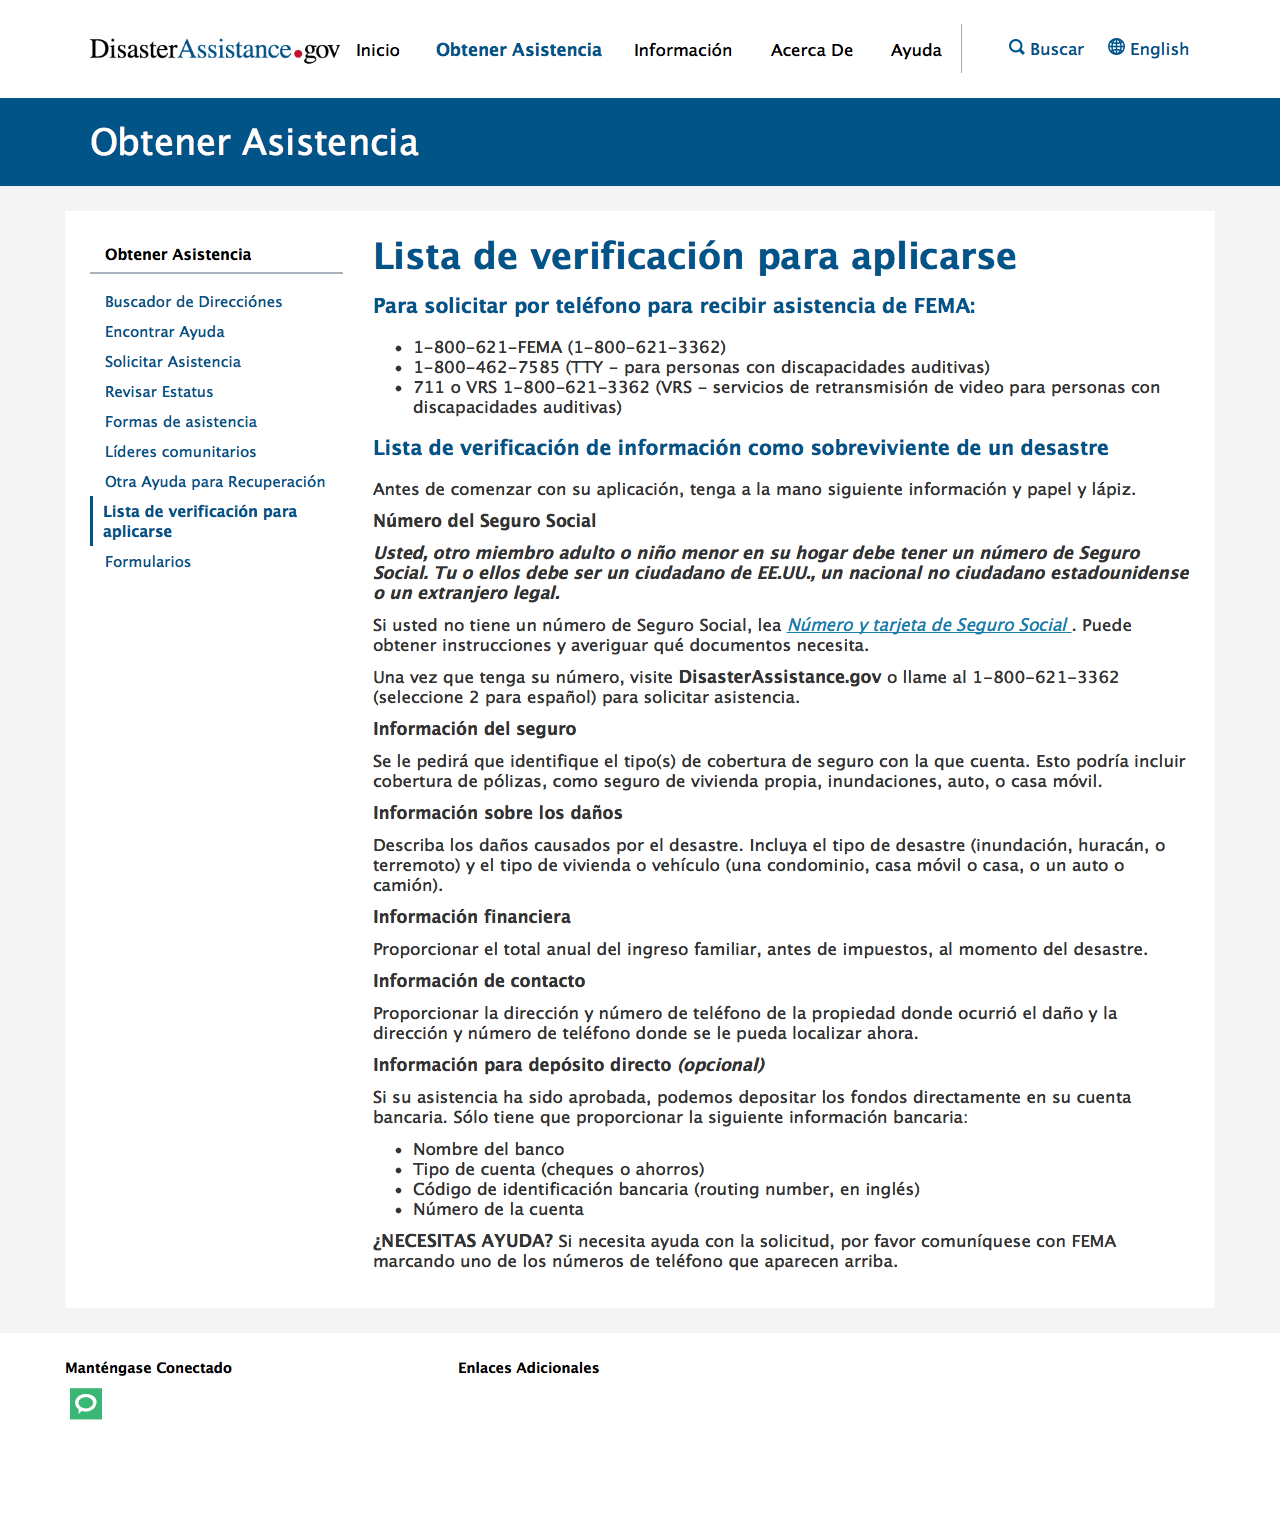 DisasterAssistance.gov
Inicio
Obtener Asistencia
Información
Acerca De
Ayuda
Buscar
English
Obtener Asistencia
Obtener Asistencia
Buscador de Direcciónes
Encontrar Ayuda
Solicitar Asistencia
Revisar Estatus
Formas de asistencia
Líderes comunitarios
Otra Ayuda para Recuperación
Lista de verificación para
aplicarse
Formularios
Lista de verificación para aplicarse
Para solicitar por teléfono para recibir asistencia de FEMA:
• 1-800-621-FEMA (1-800-621-3362)
• 1-800-462-7585 (TTY - para personas con discapacidades auditivas)
• 711 o VRS 1-800-621-3362 (VRS - servicios de retransmisión de video para personas con
discapacidades auditivas)
Lista de verificación de información como sobreviviente de un desastre
Antes de comenzar con su aplicación, tenga a la mano siguiente información y papel y lápiz.
Número del Seguro Social
Usted, otro miembro adulto o niño menor en su hogar debe tener un número de Seguro
Social. Tu o ellos debe ser un ciudadano de EE.UU., un nacional no ciudadano estadounidense
o un extranjero legal.
Si usted no tiene un número de Seguro Social, lea Número y tarjeta de Seguro Social . Puede
obtener instrucciones y averiguar qué documentos necesita.
Una vez que tenga su número, visite DisasterAssistance.gov o llame al 1-800-621-3362
(seleccione 2 para español) para solicitar asistencia.
Información del seguro
Se le pedirá que identifique el tipo(s) de cobertura de seguro con la que cuenta. Esto podría incluir
cobertura de pólizas, como seguro de vivienda propia, inundaciones, auto, o casa móvil.
Información sobre los daños
Describa los daños causados por el desastre. Incluya el tipo de desastre (inundación, huracán, o
terremoto) y el tipo de vivienda o vehículo (una condominio, casa móvil o casa, o un auto o
camión).
Información financiera
Proporcionar el total anual del ingreso familiar, antes de impuestos, al momento del desastre.
Información de contacto
Proporcionar la dirección y número de teléfono de la propiedad donde ocurrió el daño y la
dirección y número de teléfono donde se le pueda localizar ahora.
Información para depósito directo (opcional)
Si su asistencia ha sido aprobada, podemos depositar los fondos directamente en su cuenta
bancaria. Sólo tiene que proporcionar la siguiente información bancaria:
• Nombre del banco
• Tipo de cuenta (cheques o ahorros)
• Código de identificación bancaria (routing number, en inglés)
• Número de la cuenta
¿NECESITAS AYUDA? Si necesita ayuda con la solicitud, por favor comuníquese con FEMA
marcando uno de los números de teléfono que aparecen arriba.
Manténgase Conectado
Enlaces Adicionales